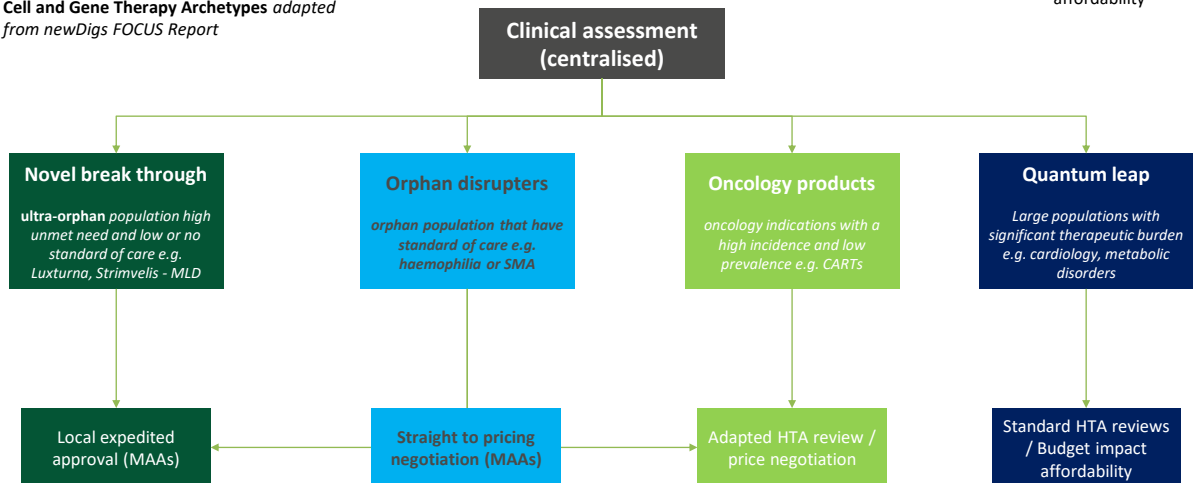 Cell and Gene Therapy Archetypes adapted
from newDigs FOCUS Report
affordability
Clinical assessment
(centralised)
Novel break through
ultra-orphan population high
unmet need and low or no
standard of care e.g.
Luxturna, Strimvelis - MLD
Orphan disrupters
orphan population that have
standard of care e.g.
haemophilia or SMA
Oncology products
oncology indications with a
high incidence and low
prevalence e.g. CARTs
Quantum leap
Large populations with
significant therapeutic burden
e.g. cardiology, metabolic
disorders
Local expedited
approval (MAAs)
Straight to pricing
negotiation (MAAs)
Adapted HTA review /
price negotiation
Standard HTA reviews
/ Budget impact
affordability